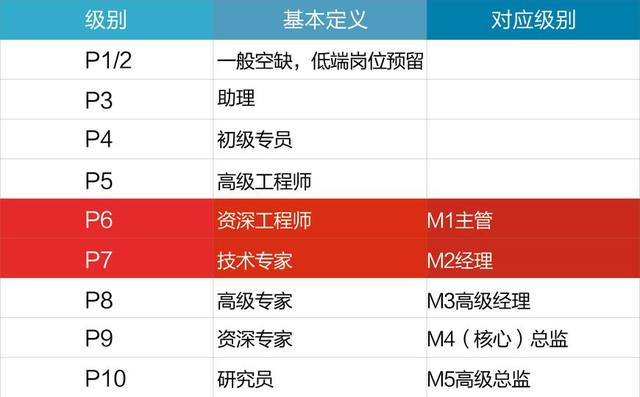 级别 基本定义 对应级别
P1/2 一般空缺，低端岗位预留
P3 助理
P4 初级专员
P5 高级工程师
P6 资深工程师 M1主管
P7 技术专家 M2经理
P8 高级专家 M3高级经理
P9 资深专家 M4（核心）总监
P10 研究员 M5高级总监